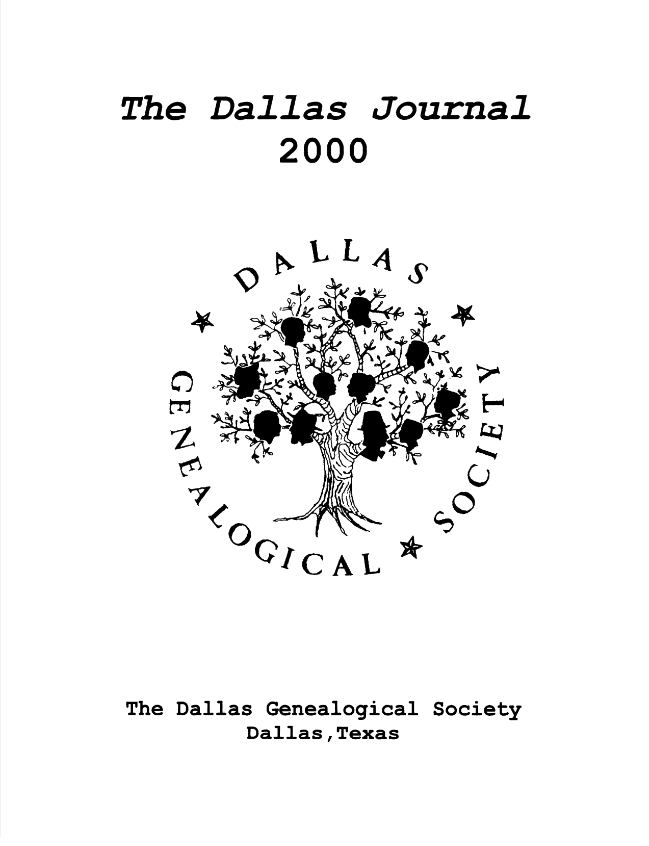 The Dallas Journal
2000
DALLAS
GENEALOGICAL
SOCIETY
The Dallas Genealogical Society
Dallas,Texas